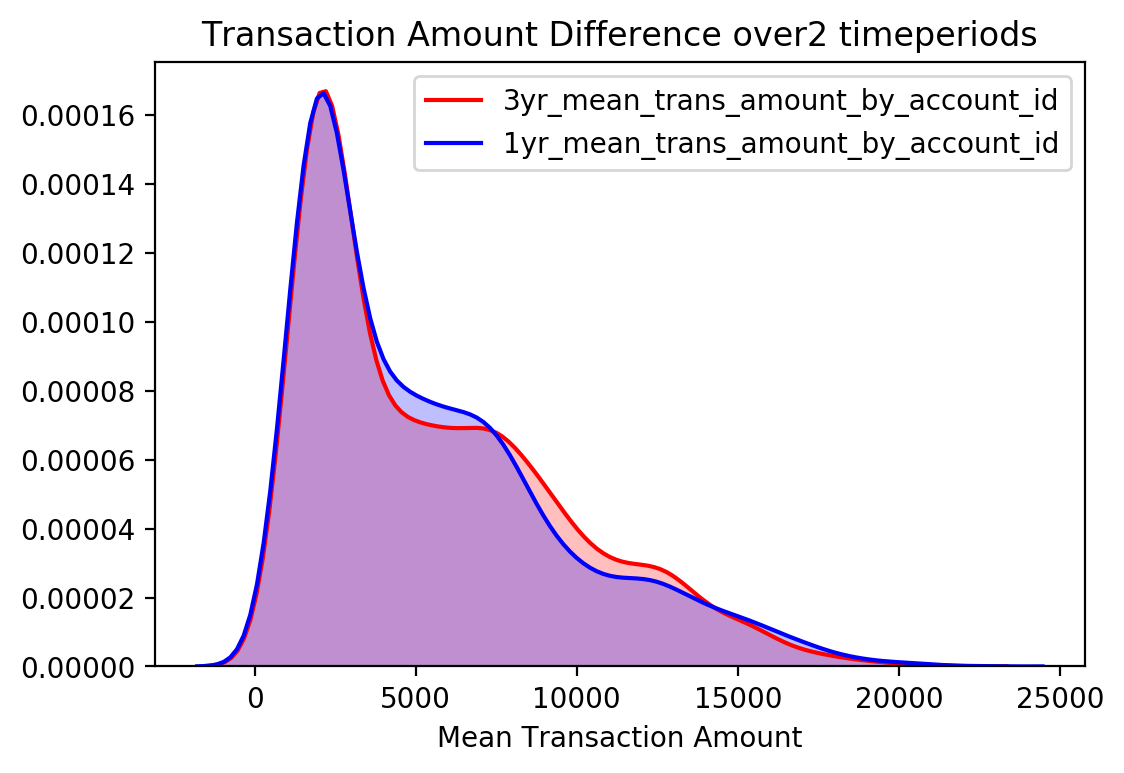 Transaction Amount Difference over2 timeperiods
3yr_mean_trans_amount_by_account_id
1yr_mean_trans_amount_by_account_id
0.00016
0.00014
0.00012
0.00010
0.00008
0.00006
0.00004
0.00002
0.00000
0 5000 10000 15000 20000 25000
Mean Transaction Amount